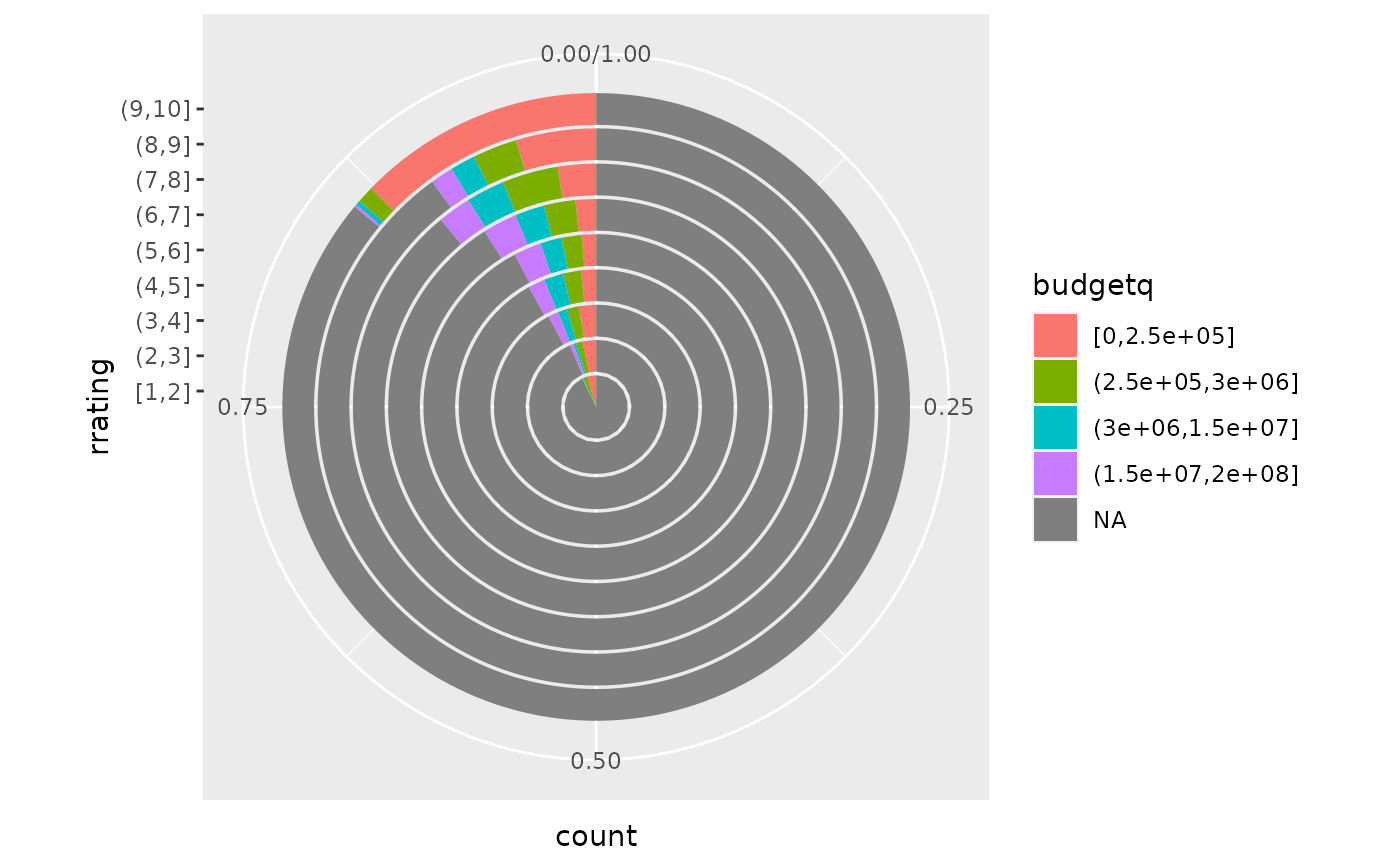 0.00/1.00
(9,10]
(8,9]
(7,8]
(6,7]
(5,6]
(4,5]
(3,4]
(2,3]
[1,2]
rrating
0.75
0.25
0.50
count
budgetq
[0,2.5e+05]
(2.5e+05,3e+06]
(3e+06,1.5e+07]
(1.5e+07,2e+08]
NA